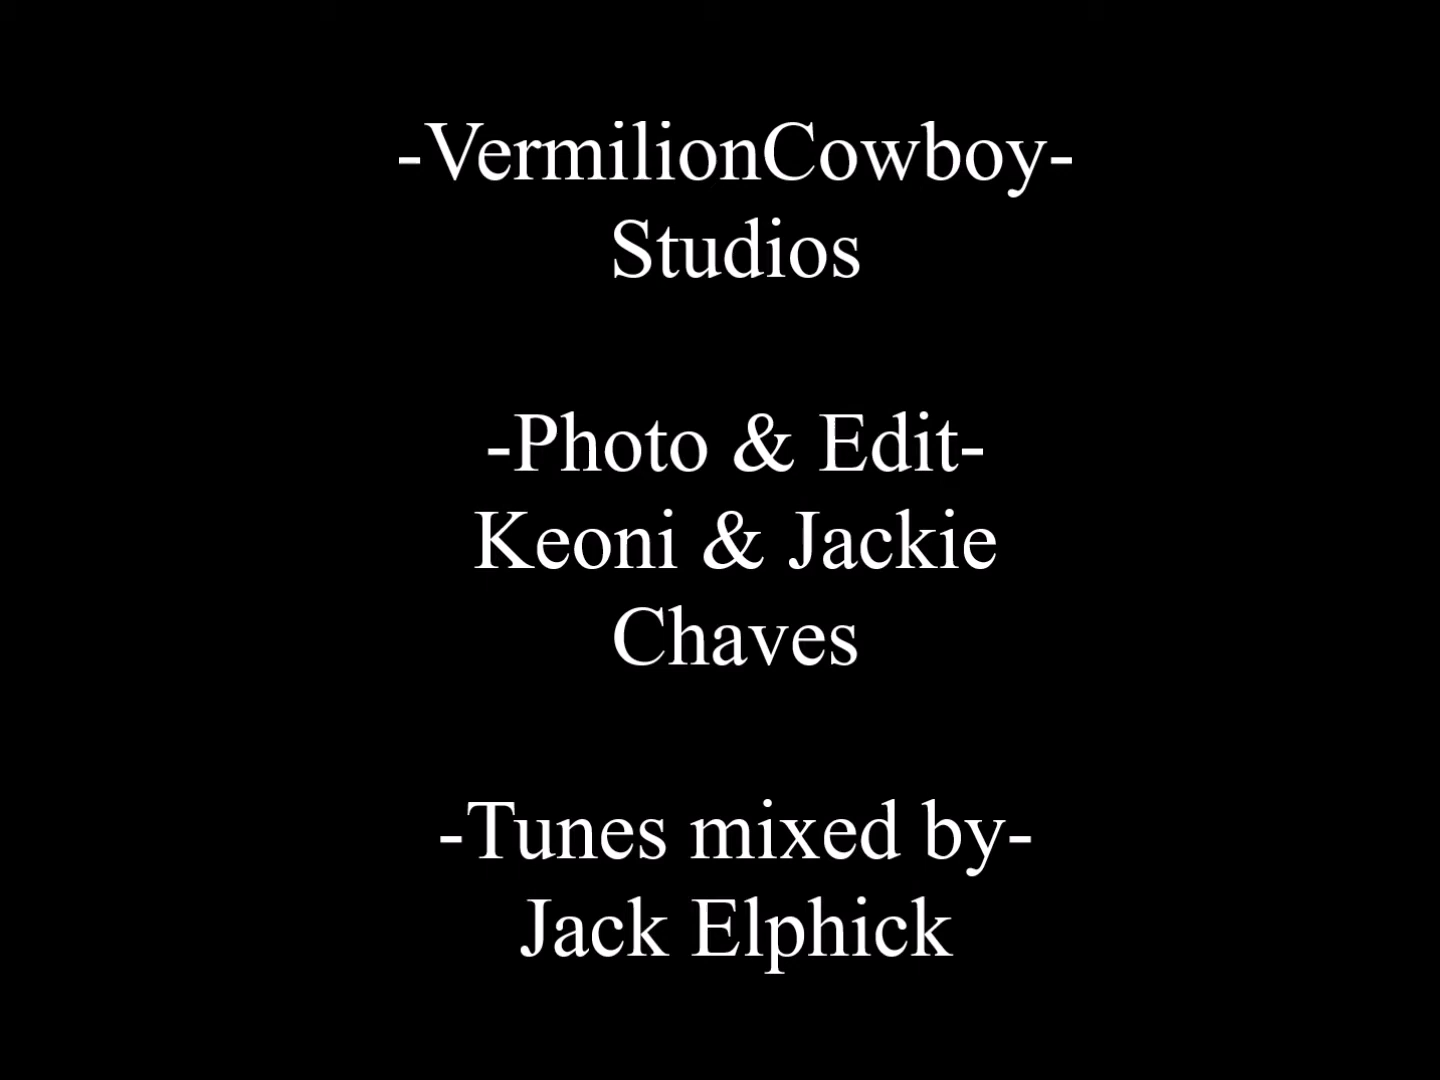 -VermilionCowboy-
Studios
-Photo & Edit-
Keoni & Jackie
Chaves
-Tunes mixed by-
Jack Elphick